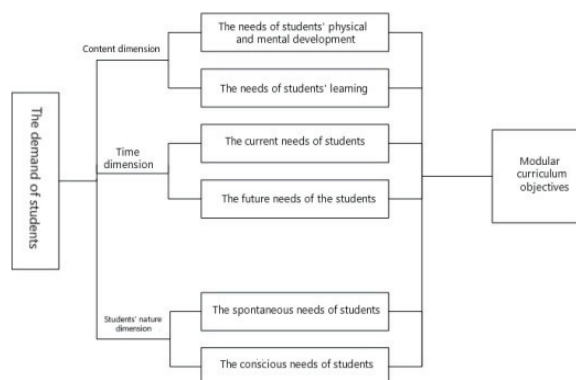 The needs of students' physical
and mental development
Content dimension
The needs of students' learning
The demand of
students
Time
dimension
The current needs of students
The future needs of the students
Modular
curriculum
objectives
Students' nature
dimension
The spontaneous needs of students
The conscious needs of students